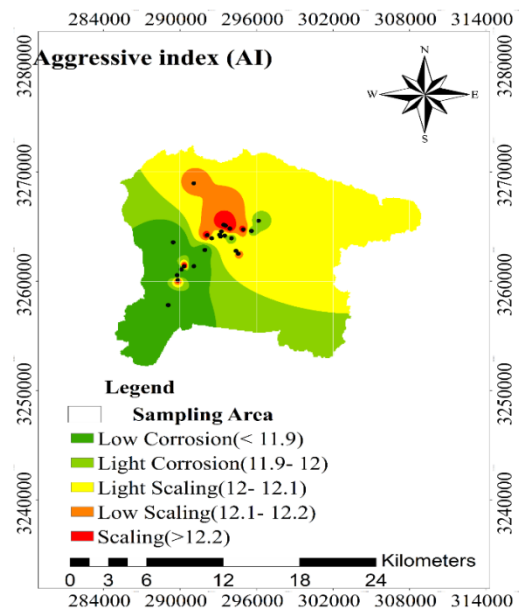 284000 290000 296000 302000 308000 314000
Aggressive index (AI)
N
W E
S
3280000 3280000
3270000 3270000
3260000 3260000
3250000 3250000
3240000 3240000
Legend
Sampling Area
Low Corrosion(< 11.9)
Light Corrosion(11.9- 12)
Light Scaling(12- 12.1)
Low Scaling(12.1- 12.2)
Scaling(>12.2)
Kilometers
0 3 6 12 18 24
284000 290000 296000 302000 308000 314000